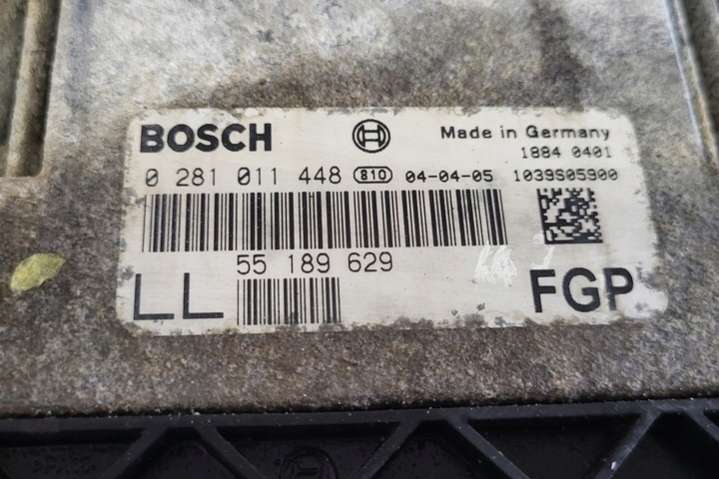 BOSCH Made in Germany
1884 0401
0 281 011 448 810 04-04-05 1039S05900
55 189 629
LL FGP